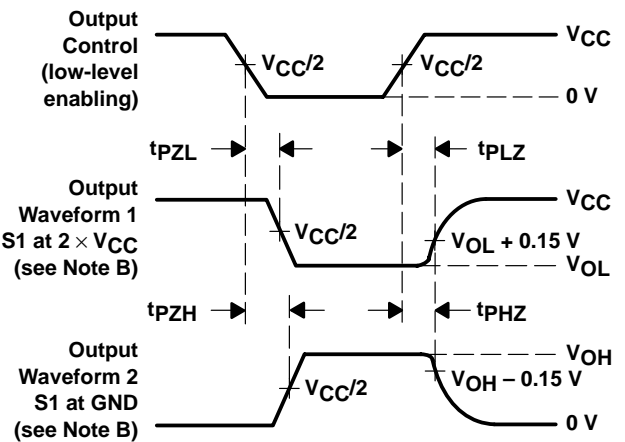 Output
Control
(low-level
enabling)
VCC
VCC/2
VCC/2
0 V
tPZL
tPLZ
Output
Waveform 1
S1 at 2 × VCC
(see Note B)
VCC
VCC/2
VOL + 0.15 V
VOL
tPZH
tPHZ
Output
Waveform 2
S1 at GND
(see Note B)
VOH
VCC/2
VOH – 0.15 V
0 V